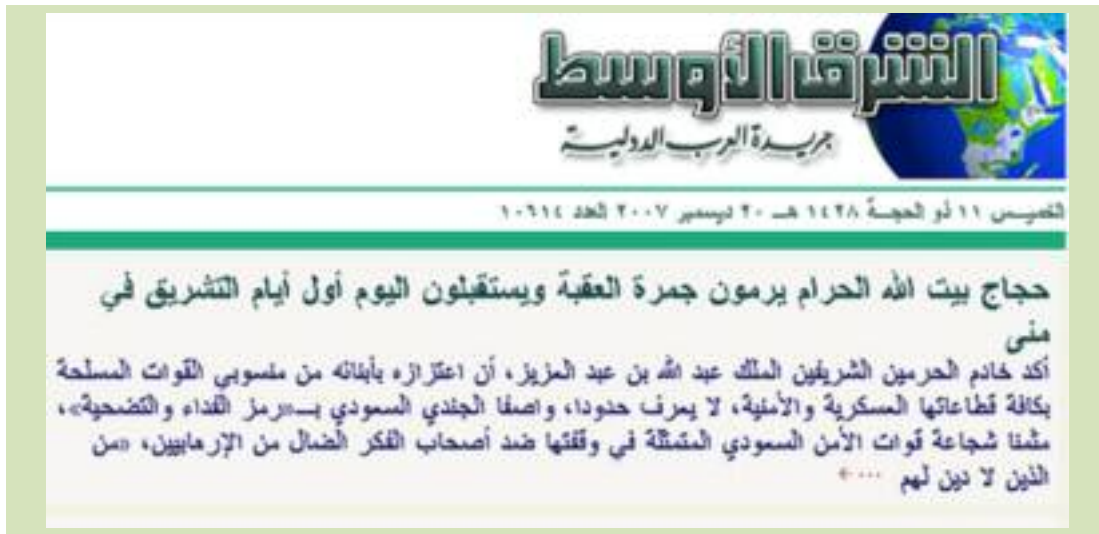 الشرق الأوسط
جريدة العرب الدولية
الخميس ١١ ذو الحجة ١٤٢٨ هـ ٢٠ ديسمبر ٢٠٠٧ العدد ١٠٦١٤
حجاج بيت الله الحرام يرمون جمرة العقبة ويستقبلون اليوم أول أيام التشريق في
منى
أكد خادم الحرمين الشريفين الملك عبد الله بن عبد العزيز، أن اعتزازه بأبنائه من منسوبي القوات المسلحة
بكافة قطاعاتها العسكرية والأمنية، لا يعرف حدودا، واصفا الجندي السعودي بـ«رمز الفداء والتضحية»،
مثمنا شجاعة قوات الأمن السعودي المتمثلة في وقفتها ضد أصحاب الفكر الضال من الإرهابيين، «من
الذين لا دين لهم ...